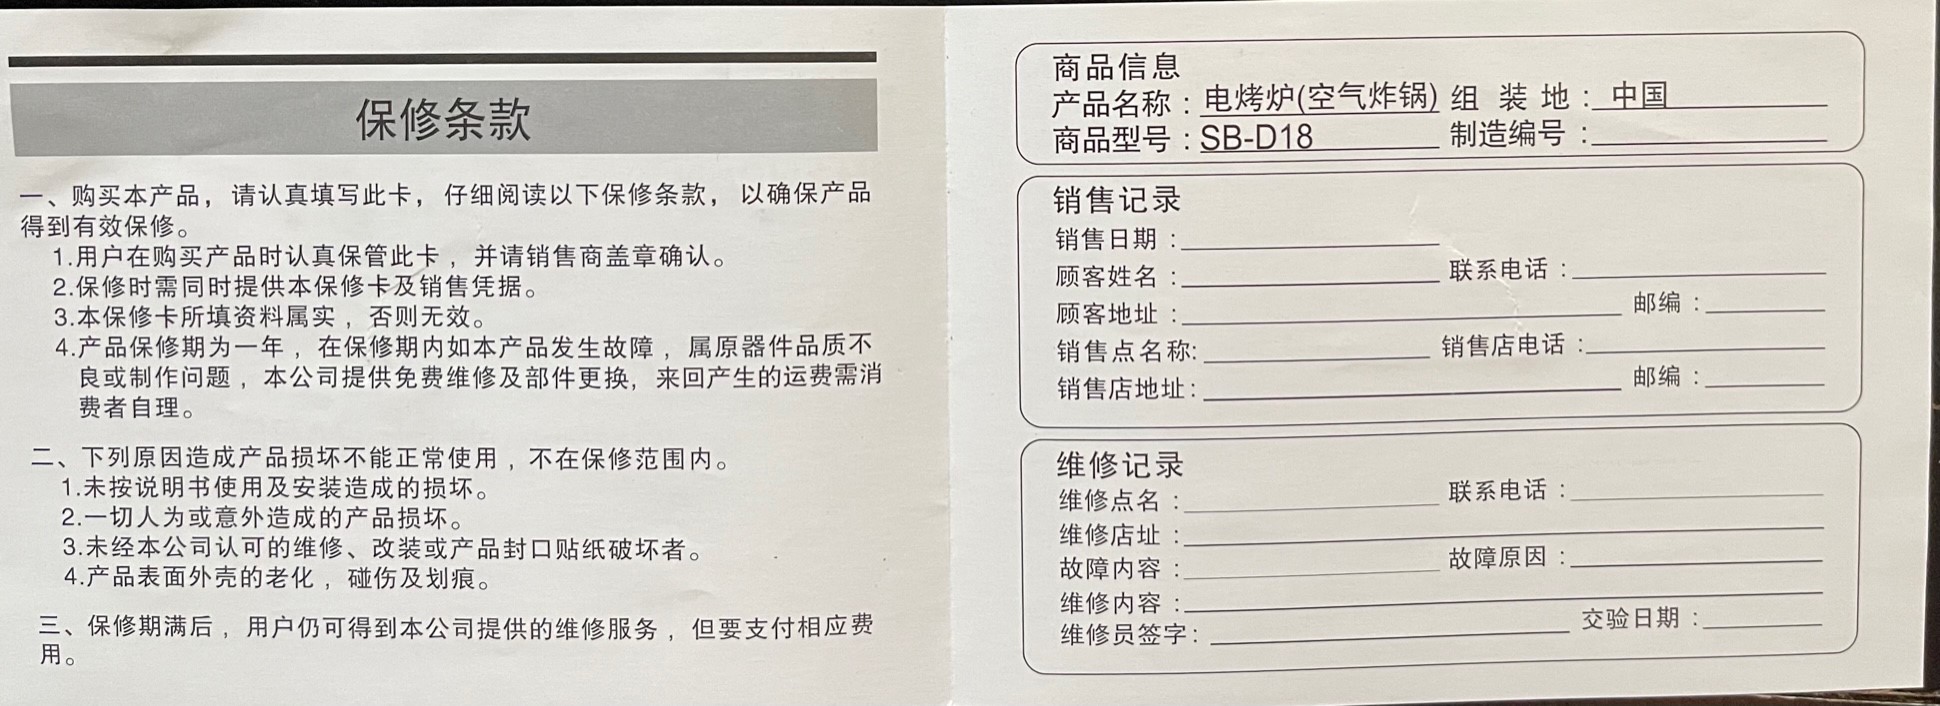 保修条款
一、购买本产品，请认真填写此卡，仔细阅读以下保修条款，以确保产品
得到有效保修。
1.用户在购买产品时认真保管此卡，并请销售商盖章确认。
2.保修时需同时提供本保修卡及销售凭据。
3.本保修卡所填资料属实，否则无效。
4.产品保修期为一年，在保修期内如本产品发生故障，属原器件品质不
良或制作问题，本公司提供免费维修及部件更换，来回产生的运费需消
费者自理。
二、下列原因造成产品损坏不能正常使用，不在保修范围内。
1.未按说明书使用及安装造成的损坏。
2.一切人为或意外造成的产品损坏。
3.未经本公司认可的维修、改装或产品封口贴纸破坏者。
4.产品表面外壳的老化，碰伤及划痕。
三、保修期满后，用户仍可得到本公司提供的维修服务，但要支付相应费
用。
商品信息
产品名称：电烤炉(空气炸锅) 组 装 地：中国
商品型号：SB-D18 制造编号：
销售记录
销售日期：
顾客姓名： 联系电话：
顾客地址： 邮编：
销售点名称: 销售店电话：
销售店地址: 邮编：
维修记录
维修点名： 联系电话：
维修店址：
故障内容： 故障原因：
维修内容：
维修员签字: 交验日期：